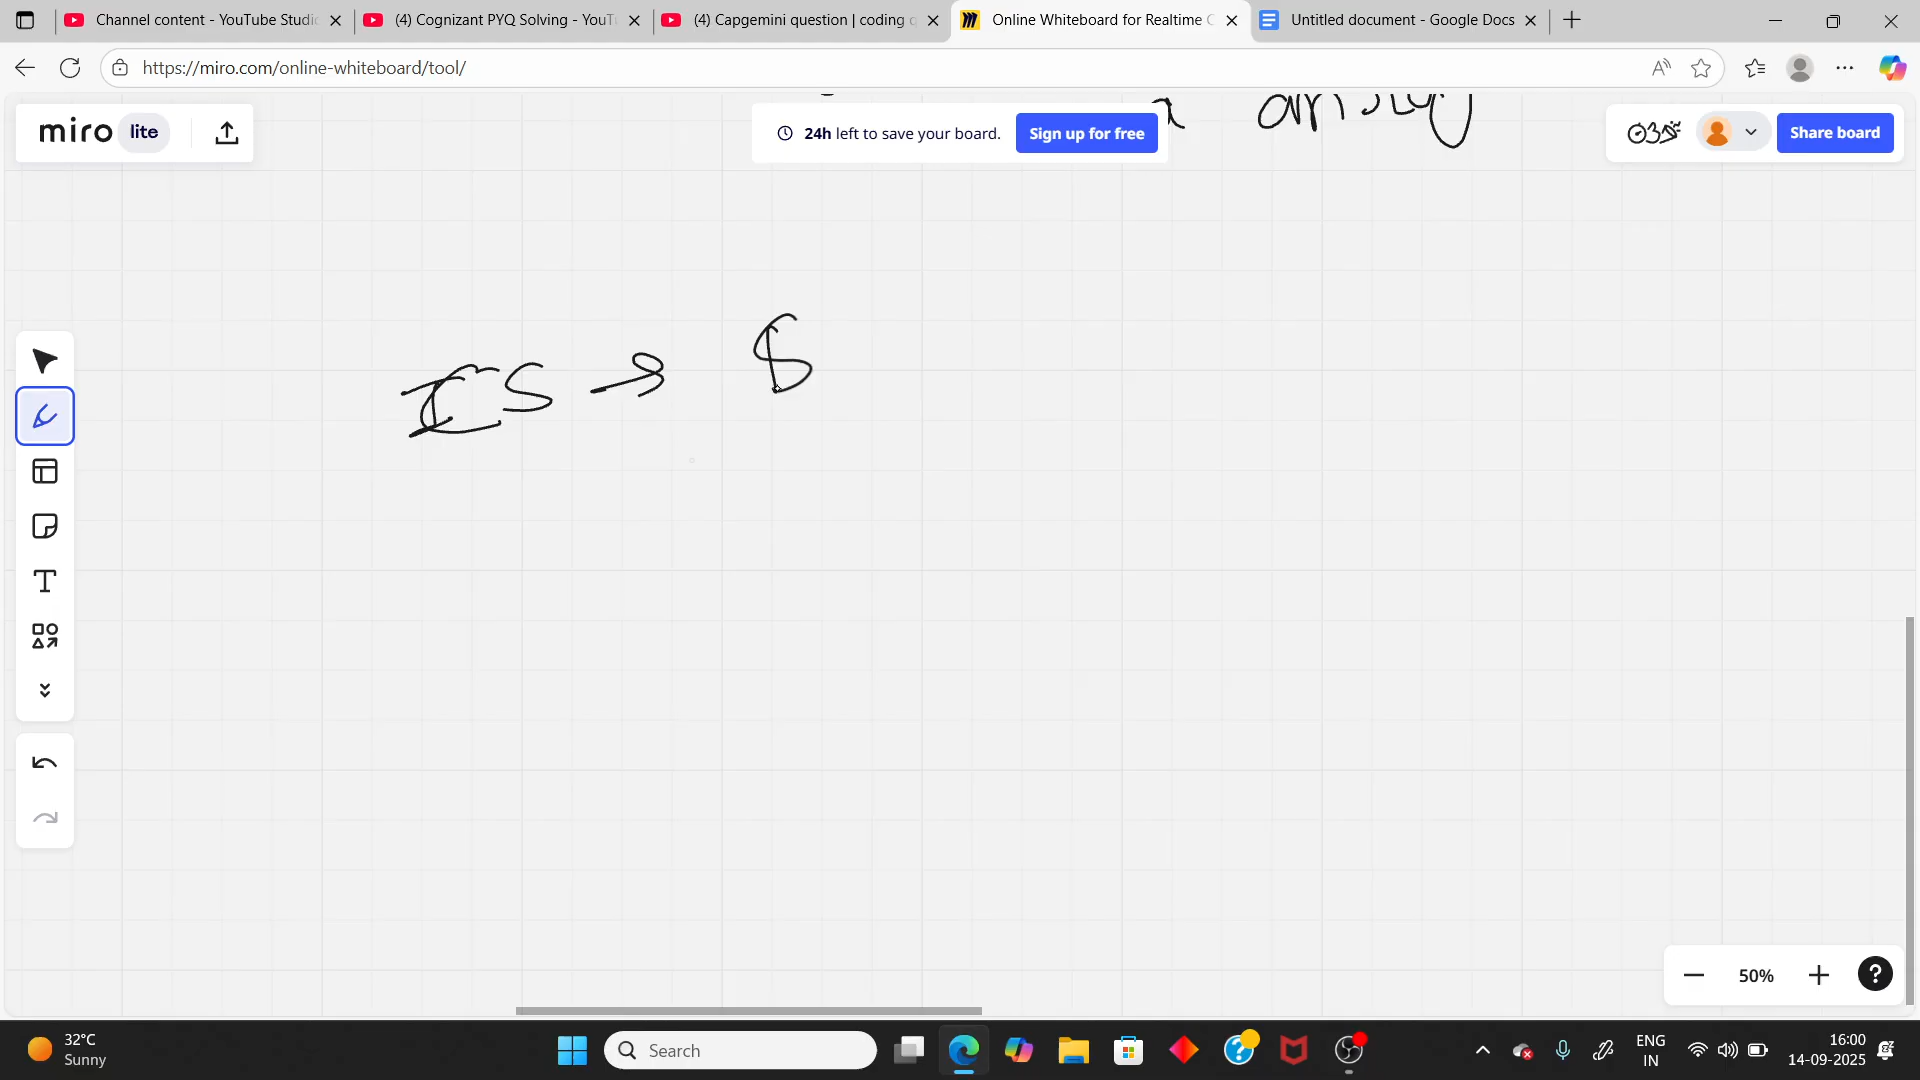 Channel content - YouTube Studi
(4) Cognizant PYQ Solving - YouT
(4) Capgemini question | coding q
Online Whiteboard for Realtime C
Untitled document - Google Docs
https://miro.com/online-whiteboard/tool/
miro lite
24h left to save your board.
Sign up for free
Share board
50%
32°C
Sunny
Search
ENG
IN
16:00
14-09-2025